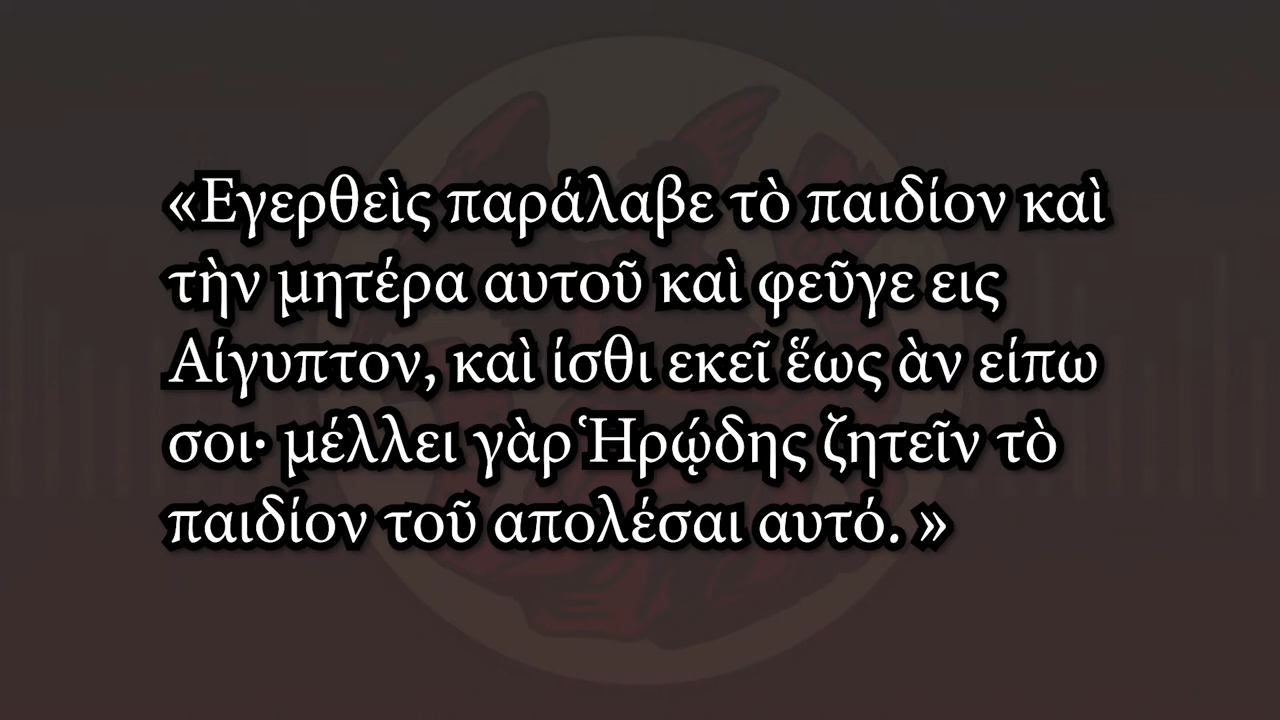 «Εγερθεὶς παράλαβε τὸ παιδίον καὶ
τὴν μητέρα αυτοῦ καὶ φεῦγε εις
Αίγυπτον, καὶ ίσθι εκεῖ ἕως ὰν είπω
σοι· μέλλει γὰρ Ἡρῴδης ζητεῖν τὸ
παιδίον τοῦ απολέσαι αυτό. »